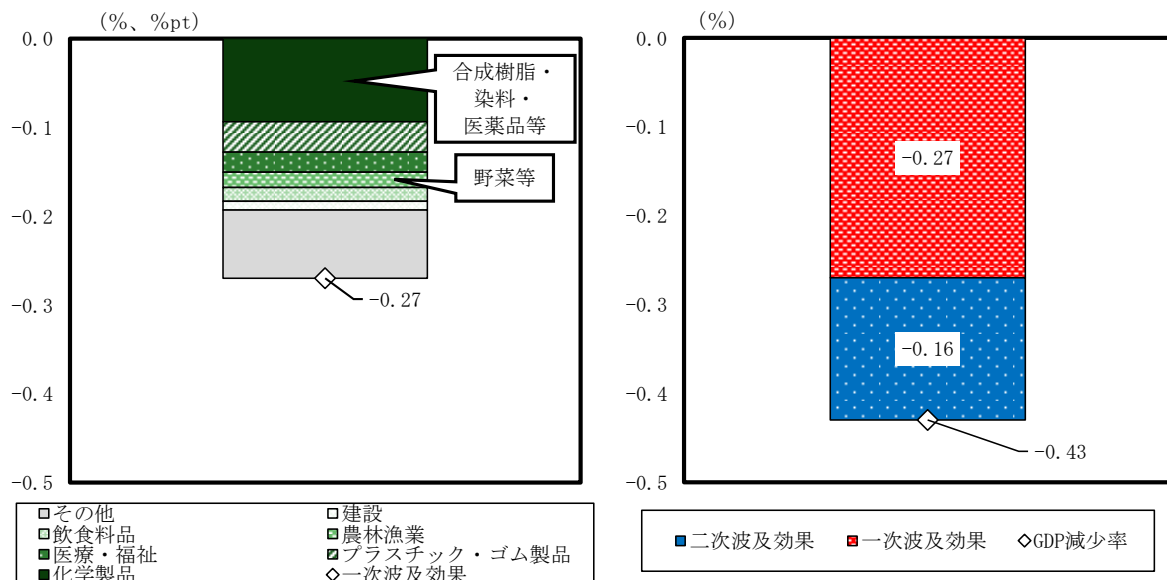 (%、%pt)
0.0
-0.1
-0.2
-0.3
-0.4
-0.5
合成樹脂・
染料・
医薬品等
野菜等
-0.27
その他
建設
飲食料品
農林漁業
医療・福祉
プラスチック・ゴム製品
化学製品
一次波及効果
(%)
0.0
-0.1
-0.2
-0.3
-0.4
-0.5
-0.27
-0.16
-0.43
二次波及効果 一次波及効果 GDP減少率